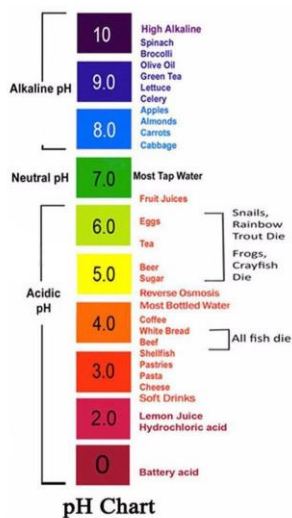 10
High Alkaline
Spinach
Brocolli
Olive Oil
9.0
Green Tea
Lettuce
Celery
Alkaline pH
Apples
8.0
Almonds
Carrots
Cabbage
Neutral pH
7.0
Most Tap Water
Fruit Juices
6.0
Eggs
Tea
Snails,
Rainbow
Trout Die
Frogs,
Crayfish
Die
5.0
Beer
Sugar
Acidic
pH
Reverse Osmosis
Most Bottled Water
4.0
Coffee
White Bread
Beef
All fish die
Shellfish
3.0
Pastries
Pasta
Cheese
Soft Drinks
2.0
Lemon Juice
Hydrochloric acid
0
Battery acid
pH Chart